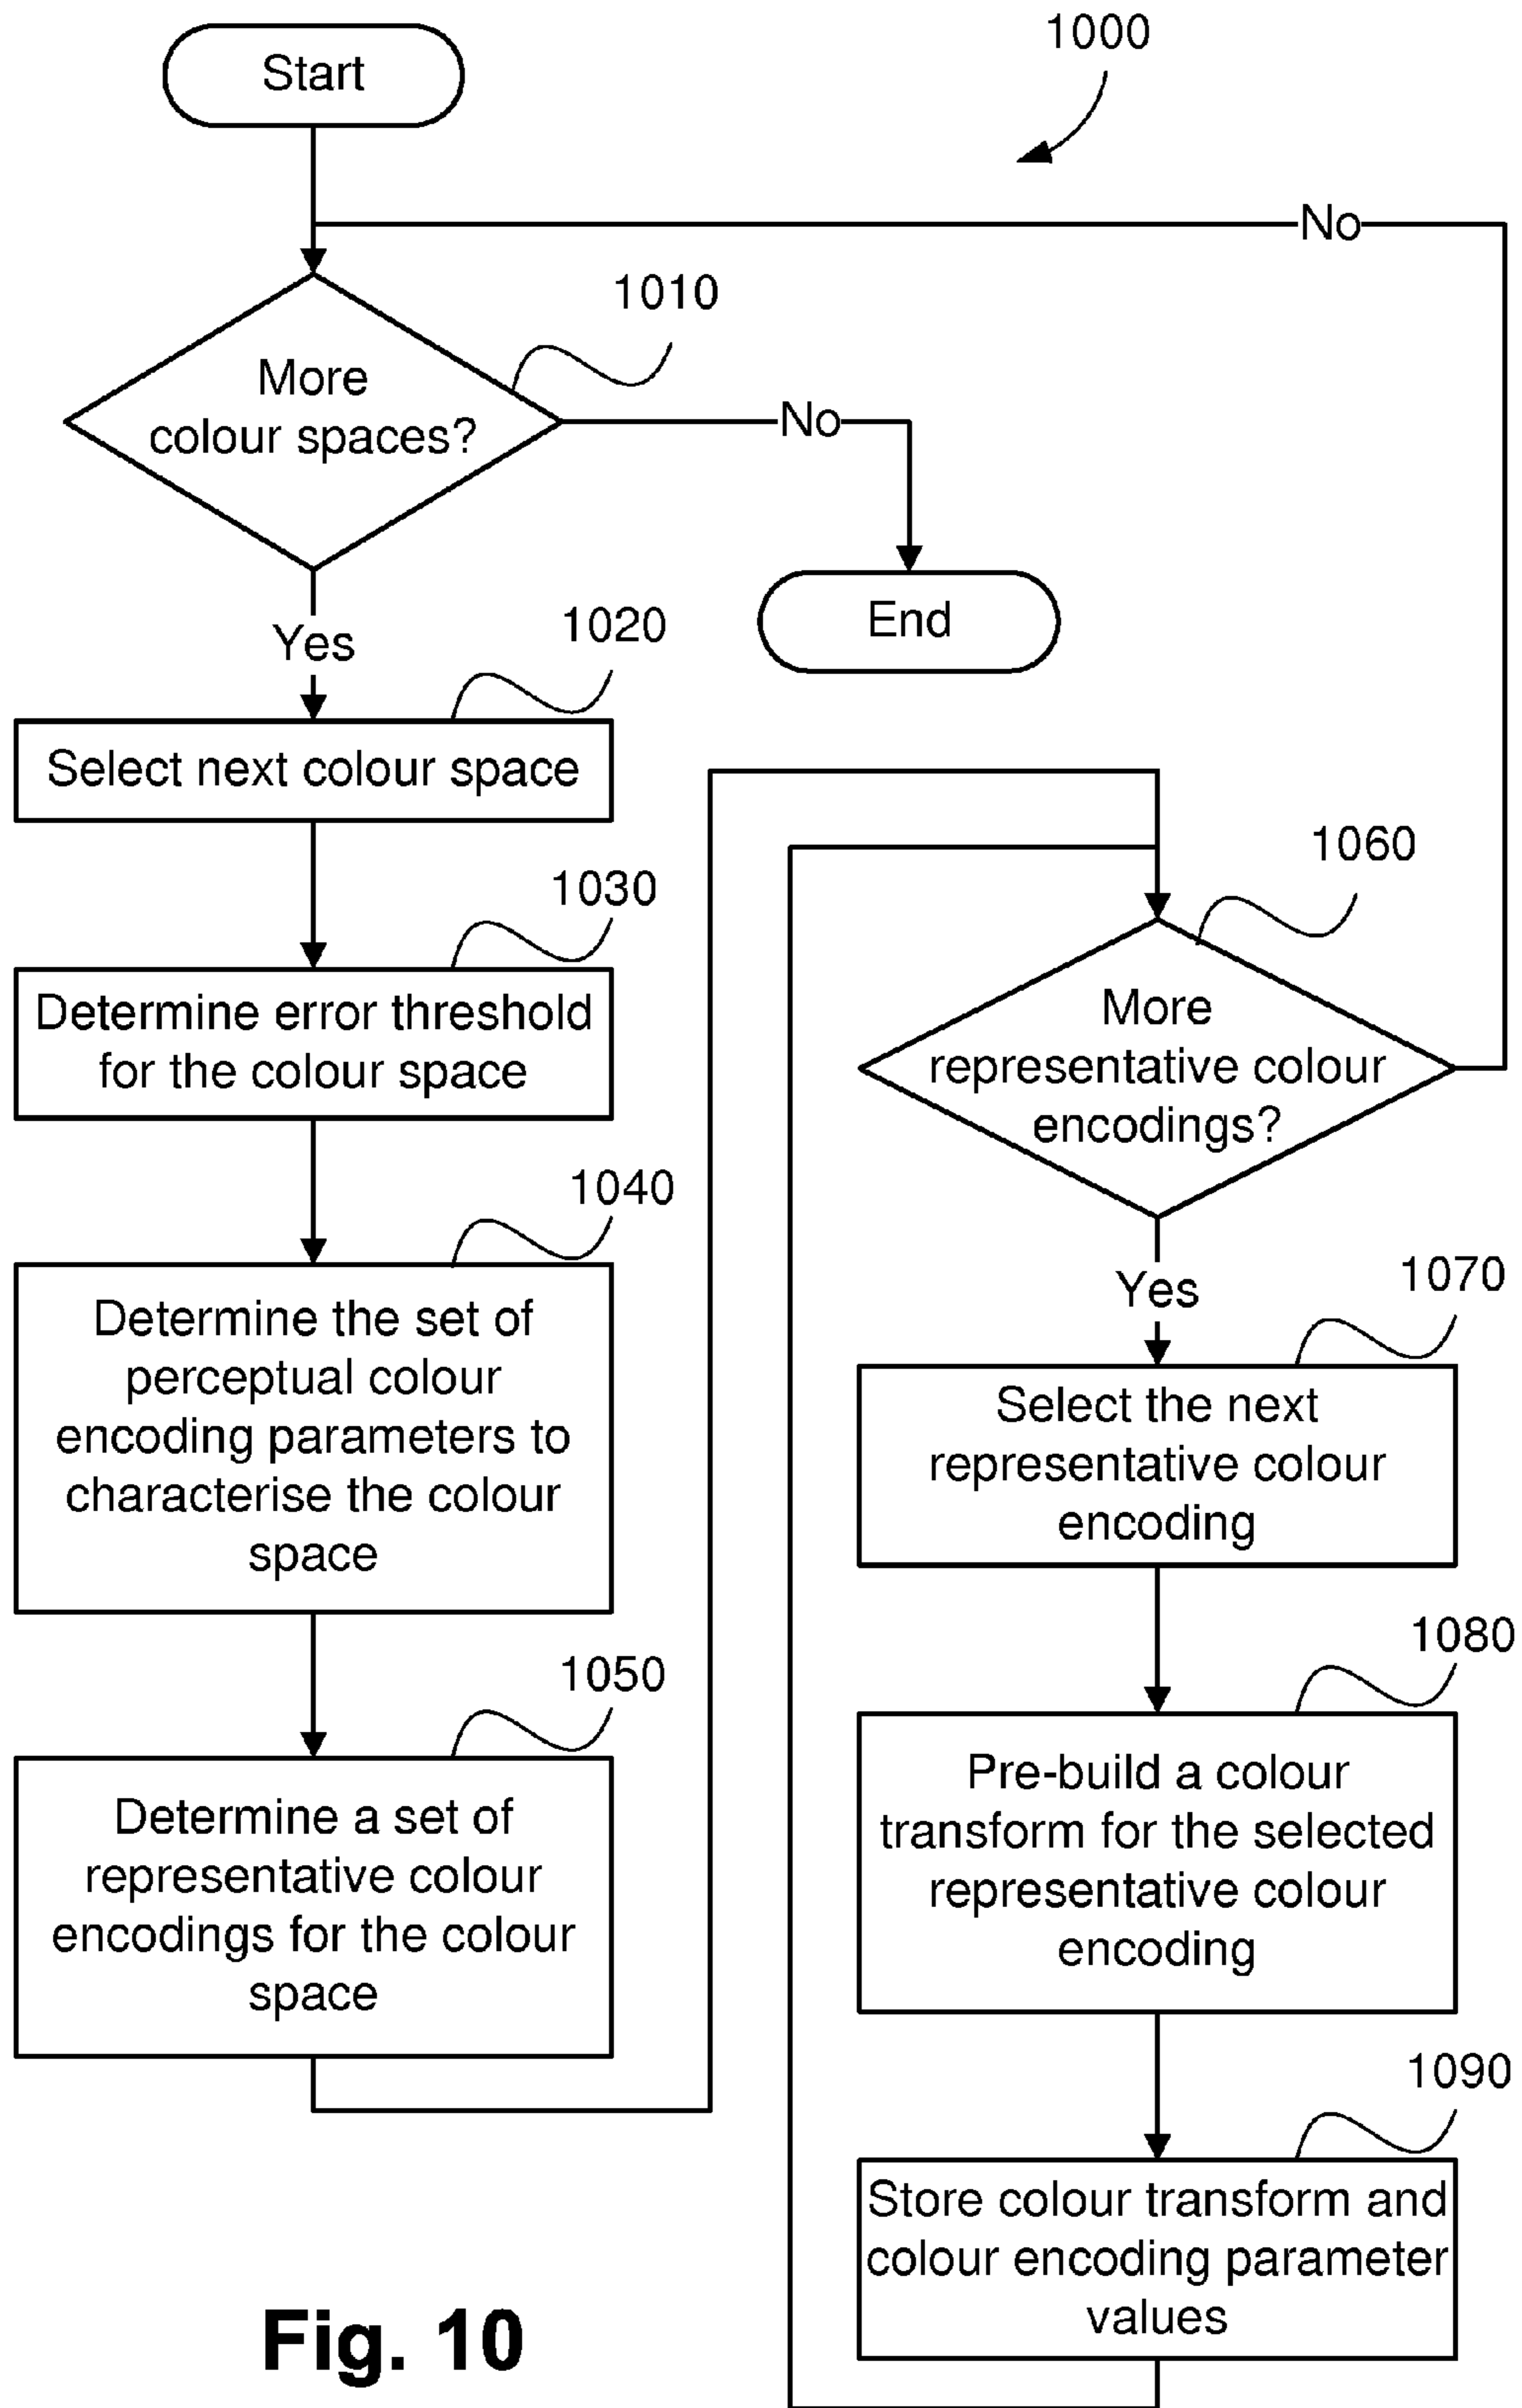 Start
1000
No
1010
More
colour spaces?
No
End
Yes
1020
Select next colour space
1030
Determine error threshold
for the colour space
1040
Determine the set of
perceptual colour
encoding parameters to
characterise the colour
space
1050
Determine a set of
representative colour
encodings for the colour
space
1060
More
representative colour
encodings?
Yes
1070
Select the next
representative colour
encoding
1080
Pre-build a colour
transform for the selected
representative colour
encoding
1090
Store colour transform and
colour encoding parameter
values
Fig. 10